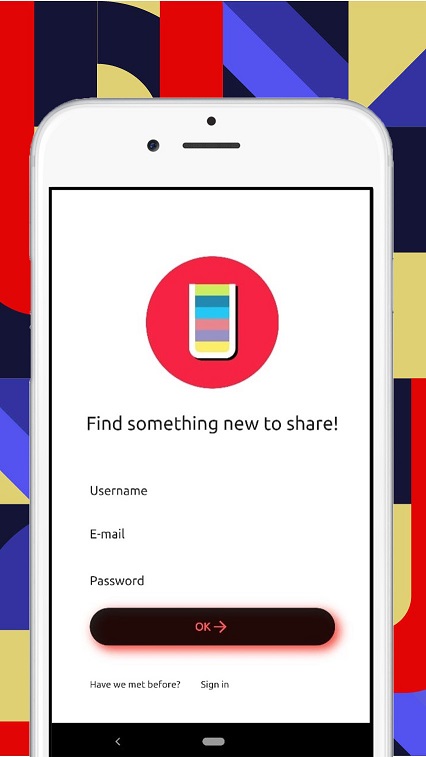 Find something new to share!
Username
E-mail
Password
OK→
Have we met before? Sign in